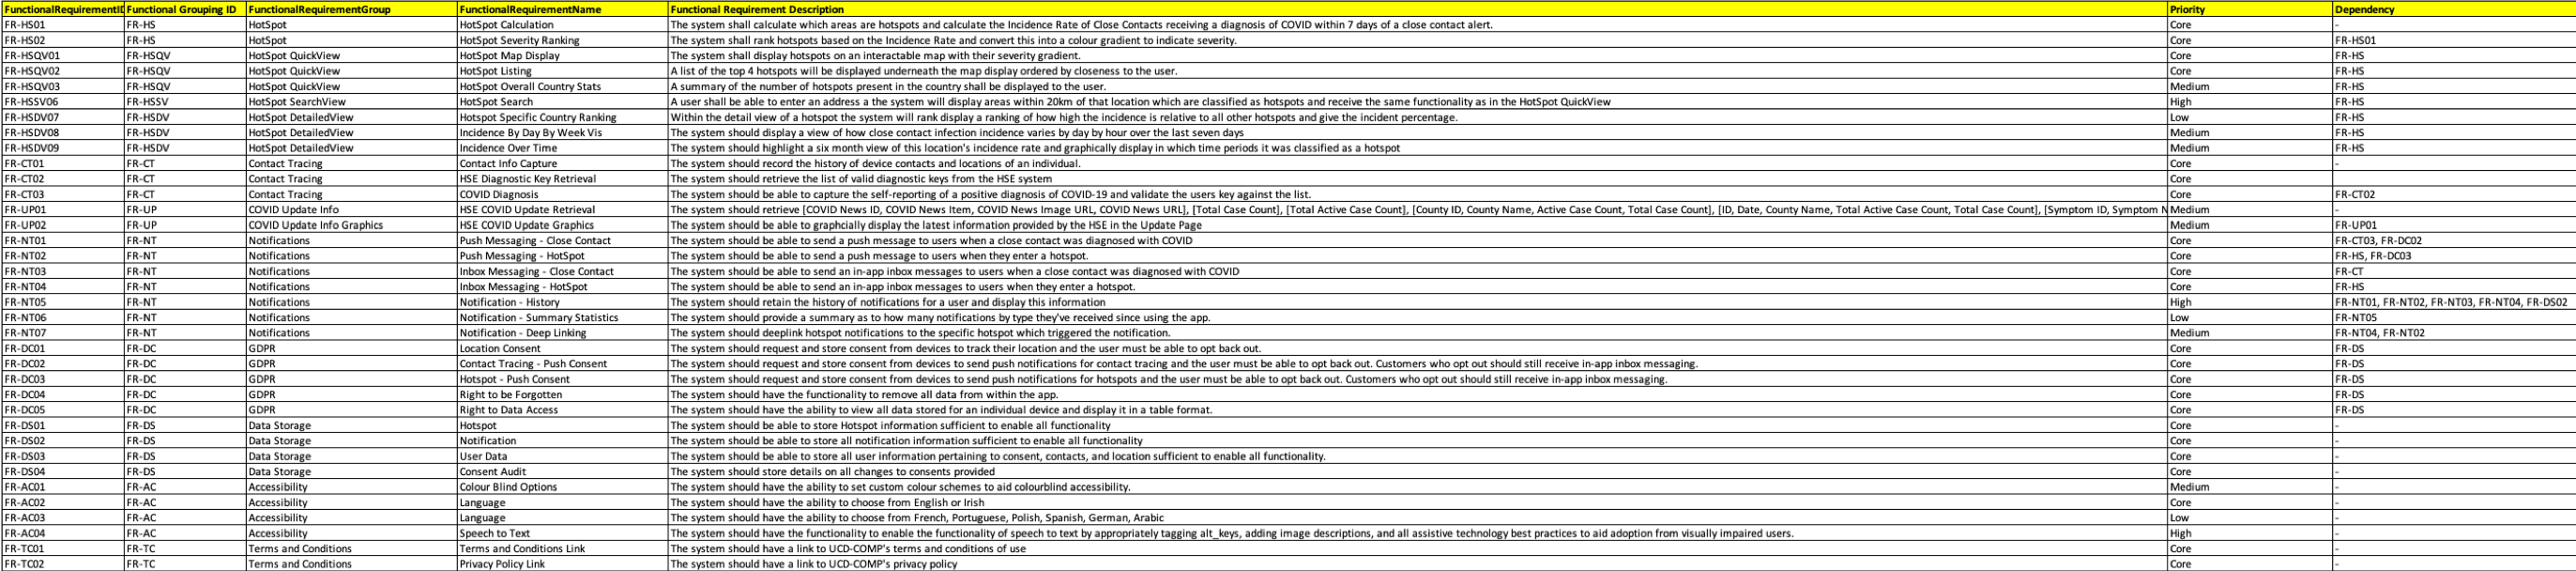 FunctionalRequirementID Functional Grouping ID FunctionalRequirementGroup FunctionalRequirementName Functional Requirement Description Priority Dependency
FR-HS01 FR-HS HotSpot HotSpot Calculation The system shall calculate which areas are hotspots and calculate the Incidence Rate of Close Contacts receiving a diagnosis of COVID within 7 days of a close contact alert. Core -
FR-HS02 FR-HS HotSpot HotSpot Severity Ranking The system shall rank hotspots based on the Incidence Rate and convert this into a colour gradient to indicate severity. Core FR-HS01
FR-HSQV01 FR-HSQV HotSpot QuickView HotSpot Map Display The system shall display hotspots on an interactable map with their severity gradient. Core FR-HS
FR-HSQV02 FR-HSQV HotSpot QuickView HotSpot Listing A list of the top 4 hotspots will be displayed underneath the map display ordered by closeness to the user. Core FR-HS
FR-HSQV03 FR-HSQV HotSpot QuickView HotSpot Overall Country Stats A summary of the number of hotspots present in the country shall be displayed to the user. Medium FR-HS
FR-HSSV06 FR-HSSV HotSpot SearchView HotSpot Search A user shall be able to enter an address a the system will display areas within 20km of that location which are classified as hotspots and receive the same functionality as in the HotSpot QuickView High FR-HS
FR-HSDV07 FR-HSDV HotSpot DetailedView Hotspot Specific Country Ranking Within the detail view of a hotspot the system will rank display a ranking of how high the incidence is relative to all other hotspots and give the incident percentage. Low FR-HS
FR-HSDV08 FR-HSDV HotSpot DetailedView Incidence By Day By Week Vis The system should display a view of how close contact infection incidence varies by day by hour over the last seven days Medium FR-HS
FR-HSDV09 FR-HSDV HotSpot DetailedView Incidence Over Time The system should highlight a six month view of this location's incidence rate and graphically display in which time periods it was classified as a hotspot Medium FR-HS
FR-CT01 FR-CT Contact Tracing Contact Info Capture The system should record the history of device contacts and locations of an individual. Core -
FR-CT02 FR-CT Contact Tracing HSE Diagnostic Key Retrieval The system should retrieve the list of valid diagnostic keys from the HSE system Core
FR-CT03 FR-CT Contact Tracing COVID Diagnosis The system should be able to capture the self-reporting of a positive diagnosis of COVID-19 and validate the users key against the list. Core FR-CT02
FR-UP01 FR-UP COVID Update Info HSE COVID Update Retrieval The system should retrieve [COVID News ID, COVID News Item, COVID News Image URL, COVID News URL], [Total Case Count], [Total Active Case Count], [County ID, County Name, Active Case Count, Total Case Count], [ID, Date, County Name, Total Active Case Count, Total Case Count], [Symptom ID, Symptom N Medium -
FR-UP02 FR-UP COVID Update Info Graphics HSE COVID Update Graphics The system should be able to graphcially display the latest information provided by the HSE in the Update Page Medium FR-UP01
FR-NT01 FR-NT Notifications Push Messaging - Close Contact The system should be able to send a push message to users when a close contact was diagnosed with COVID Core FR-CT03, FR-DC02
FR-NT02 FR-NT Notifications Push Messaging - HotSpot The system should be able to send a push message to users when they enter a hotspot. Core FR-HS, FR-DC03
FR-NT03 FR-NT Notifications Inbox Messaging - Close Contact The system should be able to send an in-app inbox messages to users when a close contact was diagnosed with COVID Core FR-CT
FR-NT04 FR-NT Notifications Inbox Messaging - HotSpot The system should be able to send an in-app inbox messages to users when they enter a hotspot. Core FR-HS
FR-NT05 FR-NT Notifications Notification - History The system should retain the history of notifications for a user and display this information High FR-NT01, FR-NT02, FR-NT03, FR-NT04, FR-DS02
FR-NT06 FR-NT Notifications Notification - Summary Statistics The system should provide a summary as to how many notifications by type they've received since using the app. Low FR-NT05
FR-NT07 FR-NT Notifications Notification - Deep Linking The system should deeplink hotspot notifications to the specific hotspot which triggered the notification. Medium FR-NT04, FR-NT02
FR-DC01 FR-DC GDPR Location Consent The system should request and store consent from devices to track their location and the user must be able to opt back out. Core FR-DS
FR-DC02 FR-DC GDPR Contact Tracing - Push Consent The system should request and store consent from devices to send push notifications for contact tracing and the user must be able to opt back out. Customers who opt out should still receive in-app inbox messaging. Core FR-DS
FR-DC03 FR-DC GDPR Hotspot - Push Consent The system should request and store consent from devices to send push notifications for hotspots and the user must be able to opt back out. Customers who opt out should still receive in-app inbox messaging. Core FR-DS
FR-DC04 FR-DC GDPR Right to be Forgotten The system should have the functionality to remove all data from within the app. Core FR-DS
FR-DC05 FR-DC GDPR Right to Data Access The system should have the ability to view all data stored for an individual device and display it in a table format. Core FR-DS
FR-DS01 FR-DS Data Storage Hotspot The system should be able to store Hotspot information sufficient to enable all functionality Core -
FR-DS02 FR-DS Data Storage Notification The system should be able to store all notification information sufficient to enable all functionality Core -
FR-DS03 FR-DS Data Storage User Data The system should be able to store all user information pertaining to consent, contacts, and location sufficient to enable all functionality. Core -
FR-DS04 FR-DS Data Storage Consent Audit The system should store details on all changes to consents provided Core -
FR-AC01 FR-AC Accessibility Colour Blind Options The system should have the ability to set custom colour schemes to aid colourblind accessibility. Medium -
FR-AC02 FR-AC Accessibility Language The system should have the ability to choose from English or Irish Core -
FR-AC03 FR-AC Accessibility Language The system should have the ability to choose from French, Portuguese, Polish, Spanish, German, Arabic Low -
FR-AC04 FR-AC Accessibility Speech to Text The system should have the functionality to enable the functionality of speech to text by appropriately tagging alt_keys, adding image descriptions, and all assistive technology best practices to aid adoption from visually impaired users. High -
FR-TC01 FR-TC Terms and Conditions Terms and Conditions Link The system should have a link to UCD-COMP's terms and conditions of use Core -
FR-TC02 FR-TC Terms and Conditions Privacy Policy Link The system should have a link to UCD-COMP's privacy policy Core -